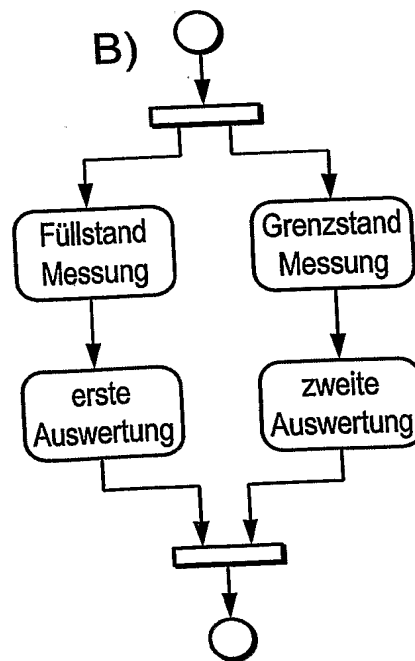 B)
Füllstand
Messung
Grenzstand
Messung
erste
Auswertung
zweite
Auswertung